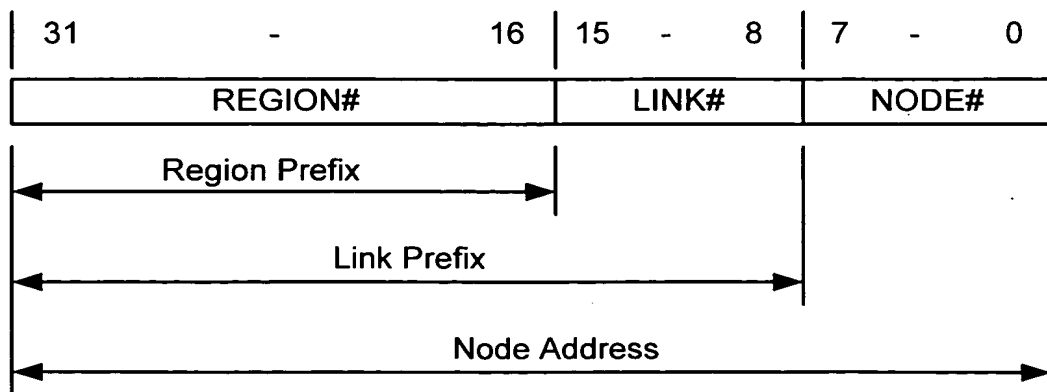 31 - 16 15 - 8 7 - 0
REGION# LINK# NODE#
Region Prefix
Link Prefix
Node Address